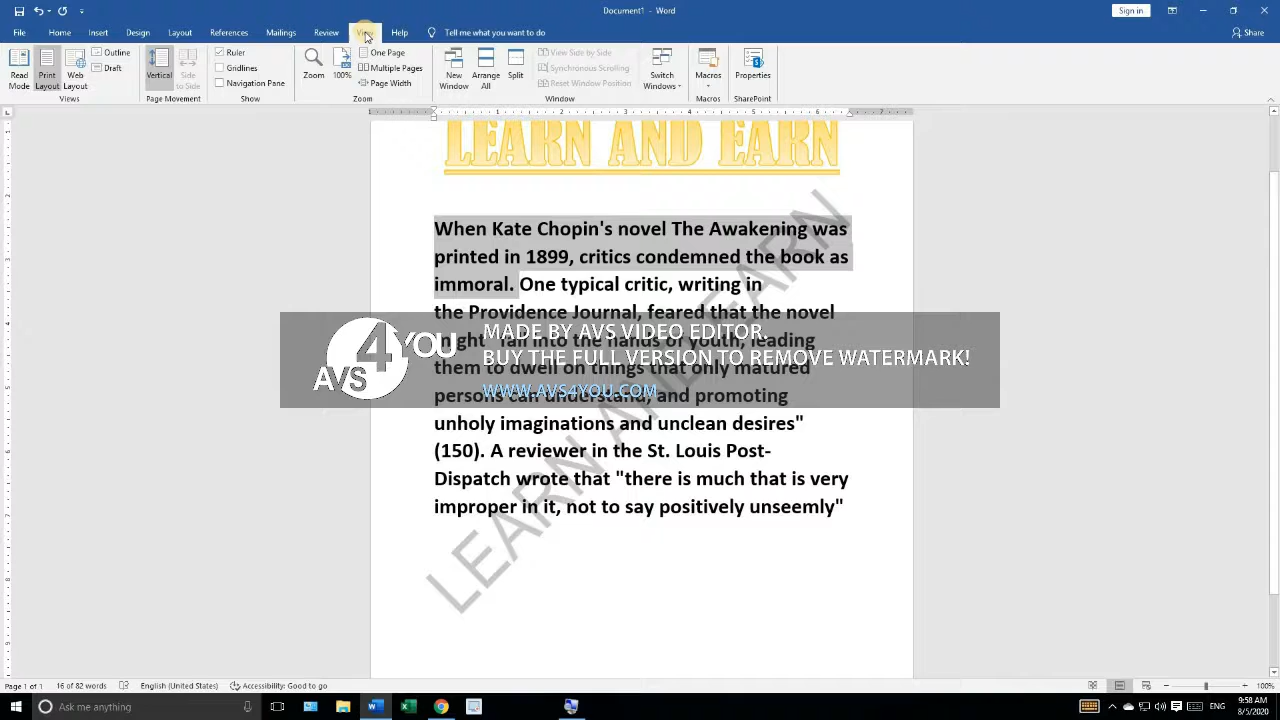 Document1 - Word
Sign in
File Home Insert Design Layout References Mailings Review View Help Tell me what you want to do Share
Read Mode
Print Layout
Web Layout
Outline
Draft
Views
Vertical
Side to Side
Page Movement
Ruler
Gridlines
Navigation Pane
Show
Zoom
100%
One Page
Multiple Pages
Page Width
Zoom
New Window
Arrange All
Split
View Side by Side
Synchronous Scrolling
Reset Window Position
Window
Switch Windows
Macros
Macros
Properties
SharePoint
LEARN AND EARN
When Kate Chopin's novel The Awakening was
printed in 1899, critics condemned the book as
immoral. One typical critic, writing in
the Providence Journal, feared that the novel
might "fall into the hands of youth, leading
them to dwell on things that only matured
persons can understand, and promoting
unholy imaginations and unclean desires"
(150). A reviewer in the St. Louis Post-
Dispatch wrote that "there is much that is very
improper in it, not to say positively unseemly"
LEARN AND EARN
AVS4YOU
MADE BY AVS VIDEO EDITOR.
BUY THE FULL VERSION TO REMOVE WATERMARK!
WWW.AVS4YOU.COM
Page 1 of 1 16 of 82 words English (United States) Accessibility: Good to go 100%
Ask me anything
ENG
9:58 AM
8/5/2020